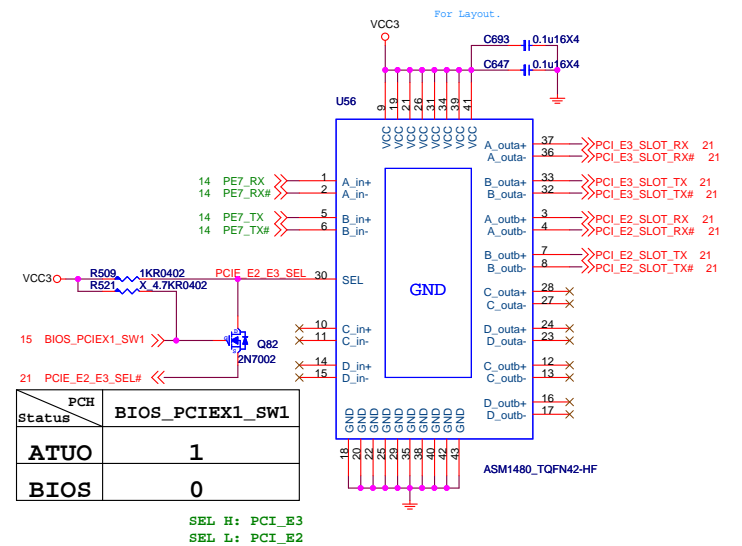 For Layout.
VCC3
C693 0.1u16X4
C647 0.1u16X4
U56
9 19 21 26 31 34 39 41
VCC VCC VCC VCC VCC VCC VCC VCC
14 PE7_RX 1 A_in+
14 PE7_RX# 2 A_in-
14 PE7_TX 5 B_in+
14 PE7_TX# 6 B_in-
A_outa+ 37 PCI_E3_SLOT_RX 21
A_outa- 36 PCI_E3_SLOT_RX# 21
B_outa+ 33 PCI_E3_SLOT_TX 21
B_outa- 32 PCI_E3_SLOT_TX# 21
A_outb+ 3 PCI_E2_SLOT_RX 21
A_outb- 4 PCI_E2_SLOT_RX# 21
B_outb+ 7 PCI_E2_SLOT_TX 21
B_outb- 8 PCI_E2_SLOT_TX# 21
VCC3 R509 1KR0402 PCIE_E2_E3_SEL 30 SEL
R521 X_4.7KR0402
GND
C_outa+ 28
C_outa- 27
15 BIOS_PCIEX1_SW1
G D S
Q82
2N7002
10 C_in+
11 C_in-
D_outa+ 24
D_outa- 23
21 PCIE_E2_E3_SEL#
14 D_in+
15 D_in-
C_outb+ 12
C_outb- 13
D_outb+ 16
D_outb- 17
GND GND GND GND GND GND GND GND GND GND
18 20 22 25 29 35 38 40 42 43
ASM1480_TQFN42-HF
PCH
Status BIOS_PCIEX1_SW1
ATUO 1
BIOS 0
SEL H: PCI_E3
SEL L: PCI_E2